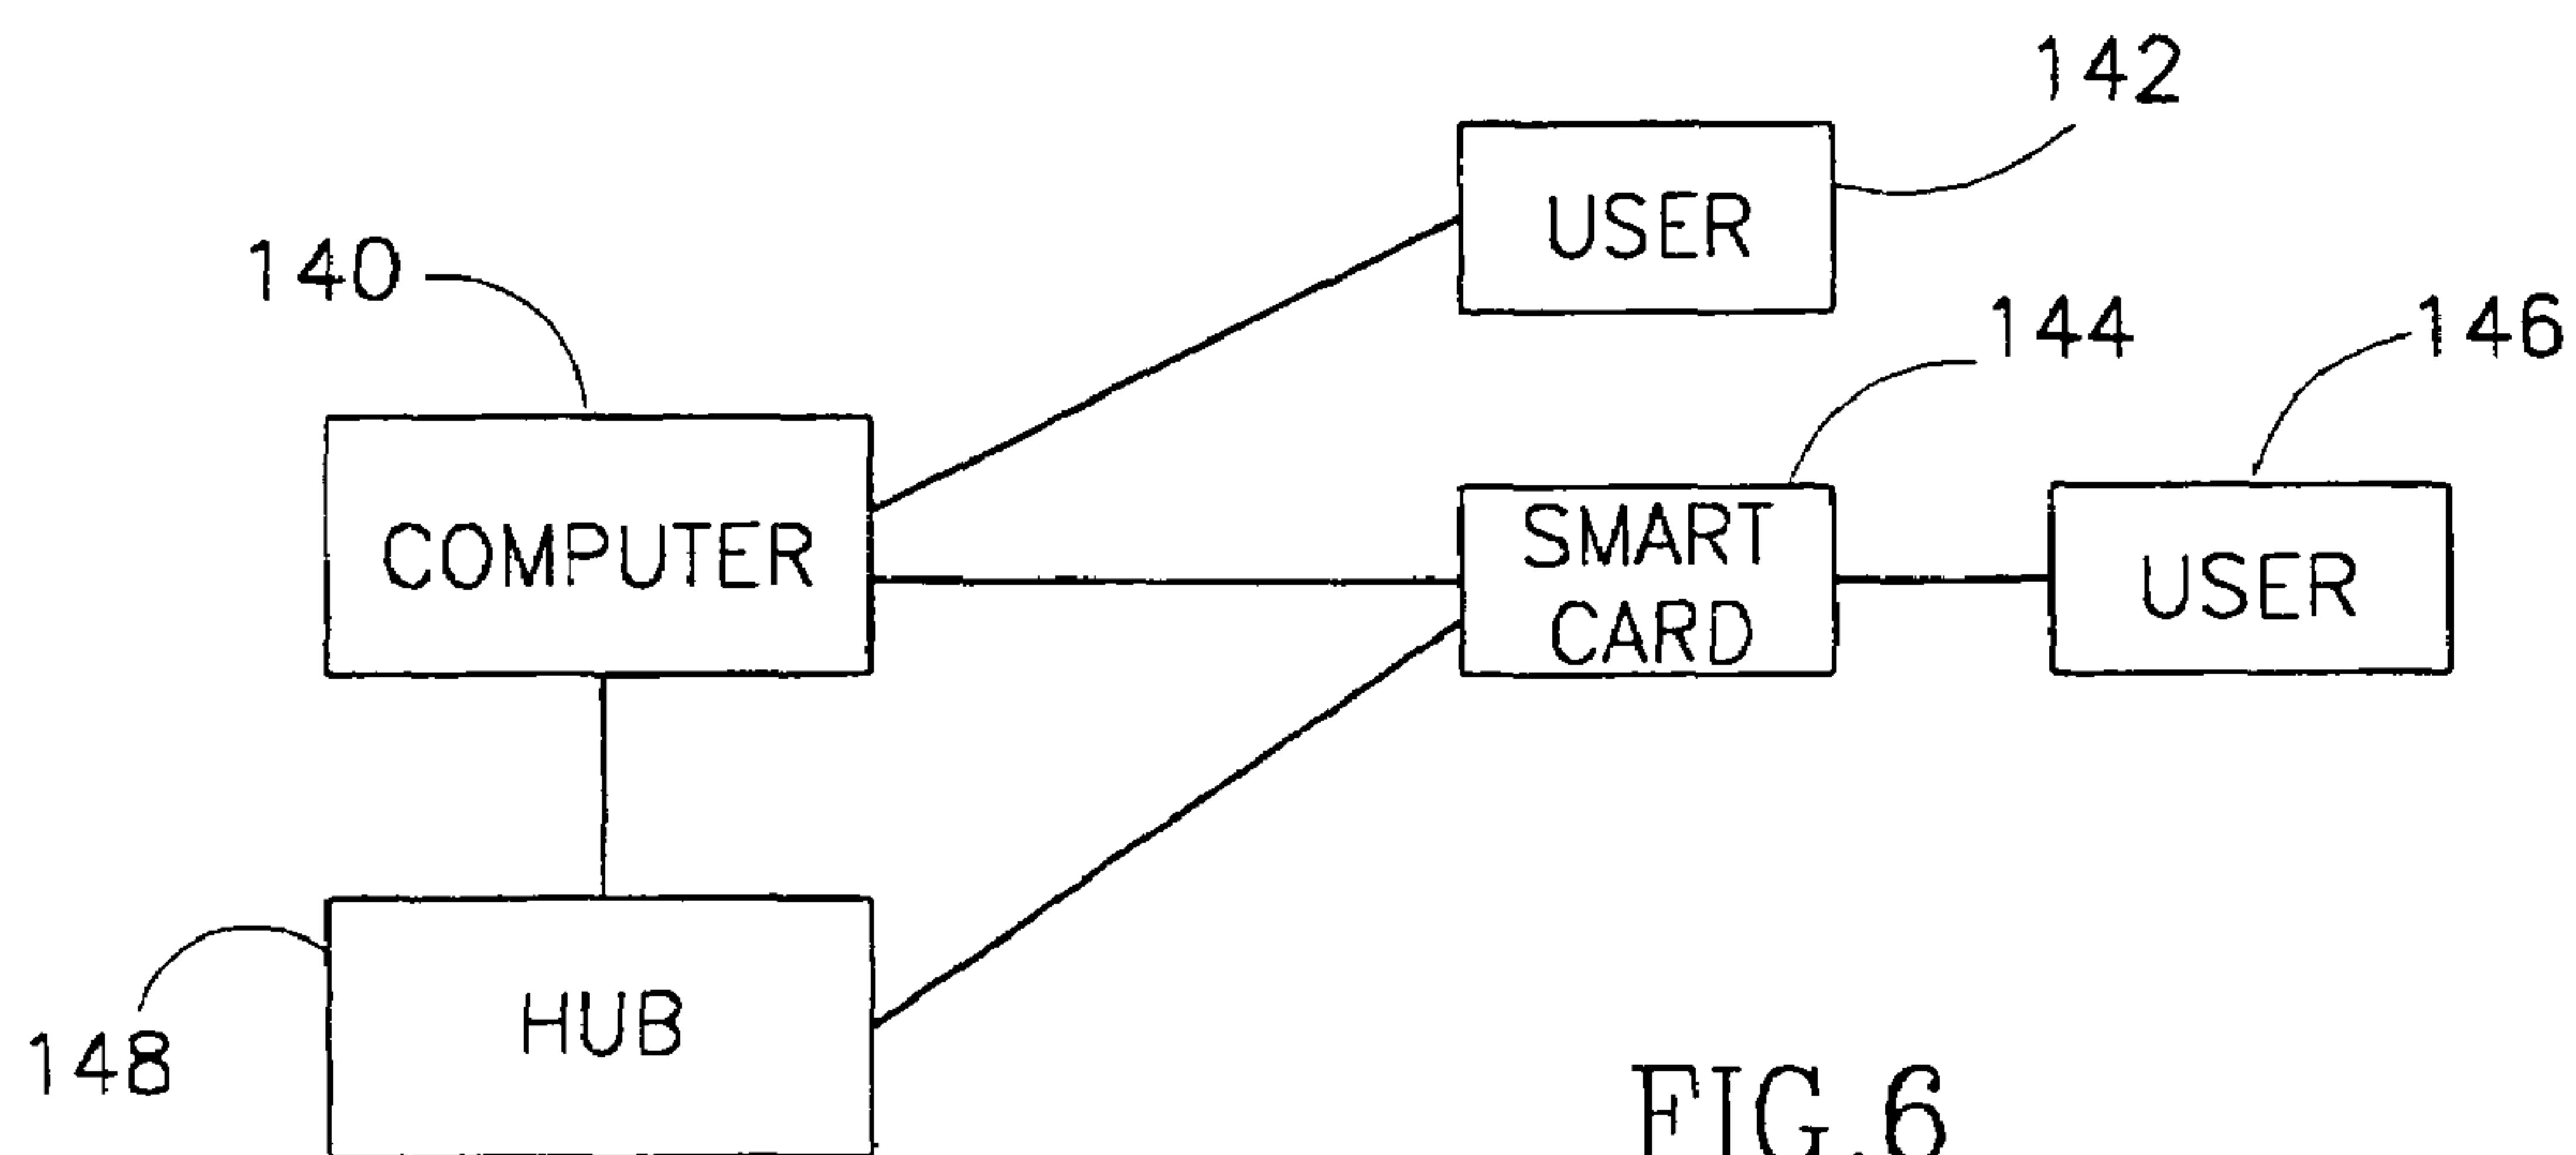 142
USER
140
144
146
COMPUTER
SMART
CARD
USER
148
HUB
FIG.6